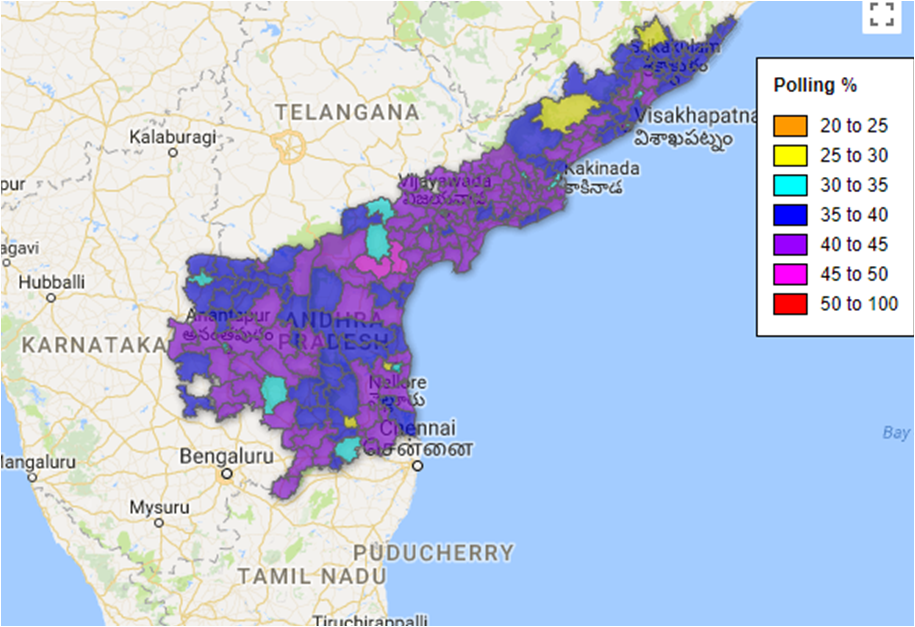 Srikakulam
శ్రీకాకుళం
TELANGANA
Kalaburagi
Visakhapatna
విశాఖపట్నం
Kakinada
కాకినాడ
Vijayawada
విజయవాడ
pur
agavi
Hubballi
Anantapur
అనంతపురం
ANDHRA
PRADESH
KARNATAKA
Nellore
నెల్లూరు
Chennai
சென்னை
Bengaluru
Mangaluru
Mysuru
PUDUCHERRY
TAMIL NADU
Tiruchirappalli
Bay
Polling %
20 to 25
25 to 30
30 to 35
35 to 40
40 to 45
45 to 50
50 to 100